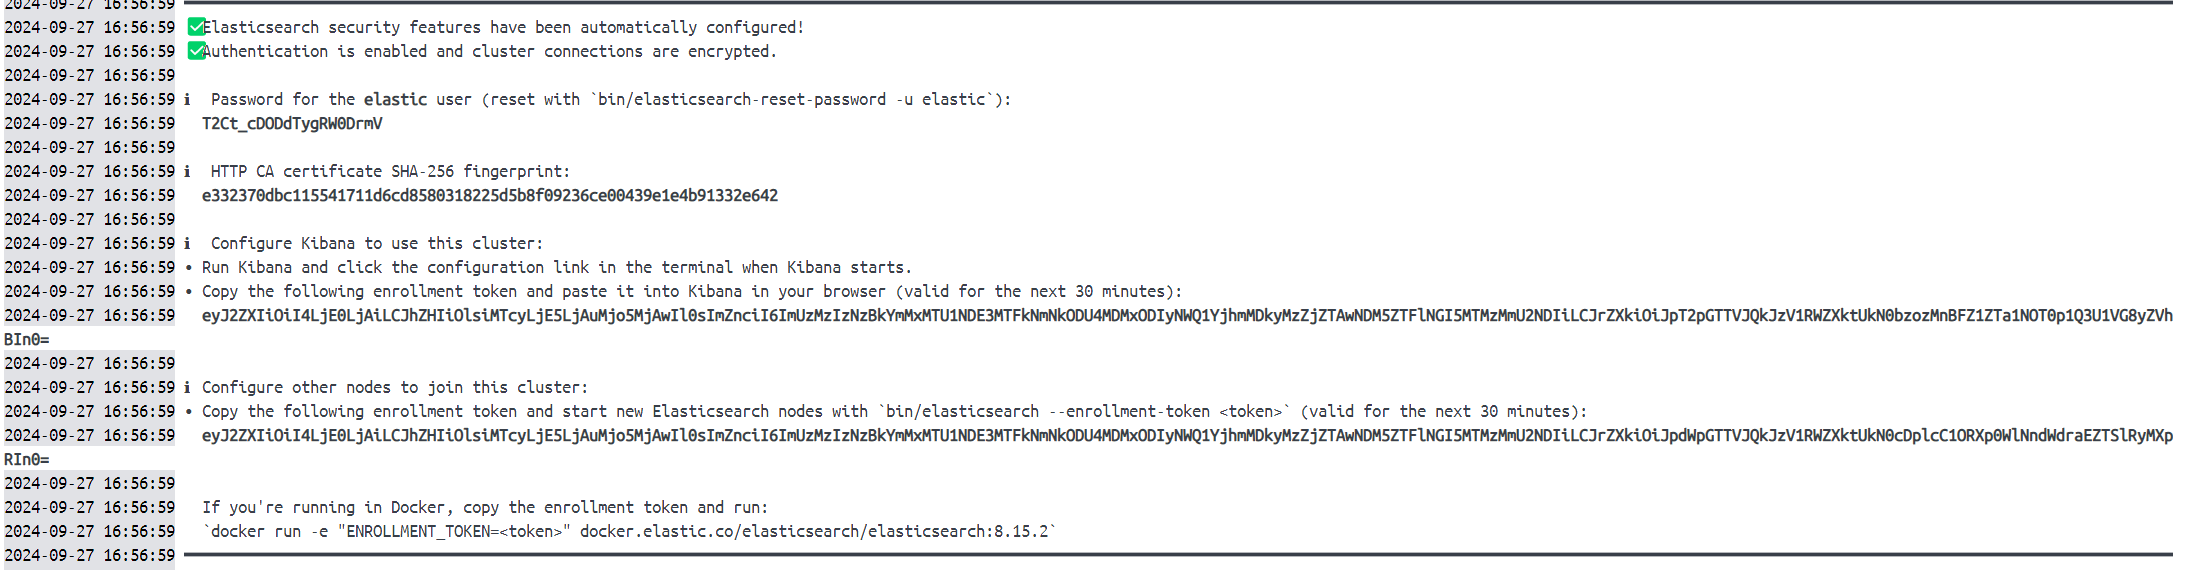 2024-09-27 16:56:59
2024-09-27 16:56:59 ✅Elasticsearch security features have been automatically configured!
2024-09-27 16:56:59 ✅Authentication is enabled and cluster connections are encrypted.
2024-09-27 16:56:59
2024-09-27 16:56:59 ℹ  Password for the elastic user (reset with `bin/elasticsearch-reset-password -u elastic`):
2024-09-27 16:56:59   T2Ct_cDODdTygRW0DrmV
2024-09-27 16:56:59
2024-09-27 16:56:59 ℹ  HTTP CA certificate SHA-256 fingerprint:
2024-09-27 16:56:59   e332370dbc115541711d6cd8580318225d5b8f09236ce00439e1e4b91332e642
2024-09-27 16:56:59
2024-09-27 16:56:59 ℹ  Configure Kibana to use this cluster:
2024-09-27 16:56:59 • Run Kibana and click the configuration link in the terminal when Kibana starts.
2024-09-27 16:56:59 • Copy the following enrollment token and paste it into Kibana in your browser (valid for the next 30 minutes):
2024-09-27 16:56:59   eyJ2ZXIiOiI4LjE0LjAiLCJhZHIiOlsiMTcyLjE5LjAuMjo5MjAwIl0sImZnciI6ImUzMzIzNzBkYmMxMTU1NDE3MTFkNmNkODU4MDMxODIyNWQ1YjhmMDkyMzZjZTAwNDM5ZTFlNGI5MTMzMmU2NDIiLCJrZXkiOiJpT2pGTTVJQkJzV1RWZXktUkN0bzozMnBFZ1ZTa1NOT0p1Q3U1VG8yZVh
BIn0=
2024-09-27 16:56:59
2024-09-27 16:56:59 ℹ Configure other nodes to join this cluster:
2024-09-27 16:56:59 • Copy the following enrollment token and start new Elasticsearch nodes with `bin/elasticsearch --enrollment-token <token>` (valid for the next 30 minutes):
2024-09-27 16:56:59   eyJ2ZXIiOiI4LjE0LjAiLCJhZHIiOlsiMTcyLjE5LjAuMjo5MjAwIl0sImZnciI6ImUzMzIzNzBkYmMxMTU1NDE3MTFkNmNkODU4MDMxODIyNWQ1YjhmMDkyMzZjZTAwNDM5ZTFlNGI5MTMzMmU2NDIiLCJrZXkiOiJpdWpGTTVJQkJzV1RWZXktUkN0cDplcC1ORXp0WlNndWdraEZTSlRyMXp
RIn0=
2024-09-27 16:56:59
2024-09-27 16:56:59   If you're running in Docker, copy the enrollment token and run:
2024-09-27 16:56:59   `docker run -e "ENROLLMENT_TOKEN=<token>" docker.elastic.co/elasticsearch/elasticsearch:8.15.2`
2024-09-27 16:56:59